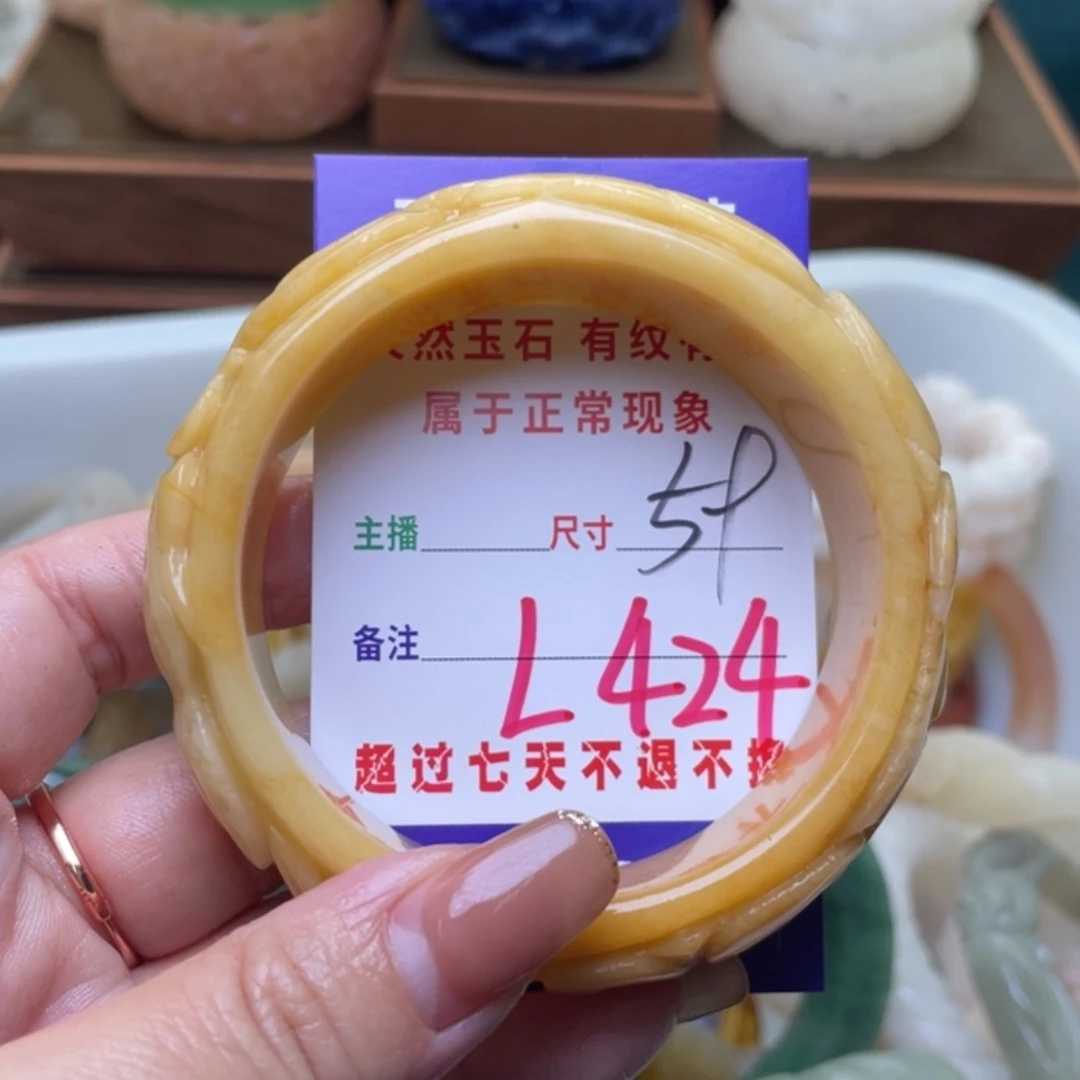 然玉石 有纹
属于正常现象
主播 尺寸
备注 L424
超过七天不退不换